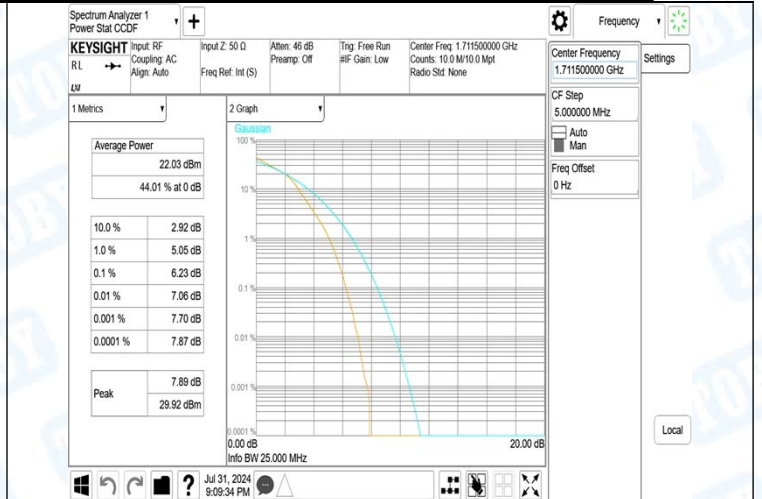 Spectrum Analyzer 1
Power Stat CCDF
Frequency
KEYSIGHT
RL
Input: RF
Coupling: AC
Align: Auto
Input Z: 50 Ω
Freq Ref: Int (S)
Atten: 46 dB
Preamp: Off
Trig: Free Run
#IF Gain: Low
Center Freq: 1.711500000 GHz
Counts: 10.0 M/10.0 Mpt
Radio Std: None
Center Frequency
1.711500000 GHz
Settings
CF Step
5.000000 MHz
Auto
Man
Freq Offset
0 Hz
1 Metrics
Average Power
22.03 dBm
44.01 % at 0 dB
10.0 % 2.92 dB
1.0 % 5.05 dB
0.1 % 6.23 dB
0.01 % 7.06 dB
0.001 % 7.70 dB
0.0001 % 7.87 dB
Peak
7.89 dB
29.92 dBm
2 Graph
Gaussian
100 %
10 %
1 %
0.1 %
0.01 %
0.001 %
0.0001 %
0.00 dB 20.00 dB
Info BW 25.000 MHz
Local
Jul 31, 2024
9:09:34 PM